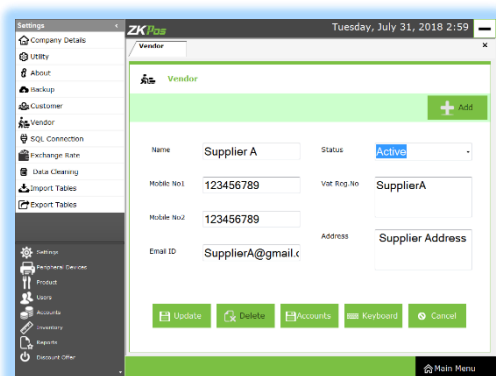 Settings
ZKPos
Tuesday, July 31, 2018 2:59
Company Details
Utility
About
Backup
Customer
Vendor
SQL Connection
Exchange Rate
Data Cleaning
Import Tables
Export Tables
Settings
Peripheral Devices
Product
Users
Accounts
Inventory
Reports
Discount Offer
Vendor
Vendor
Add
Name
Supplier A
Status
Active
Mobile No1
123456789
Vat Reg.No
SupplierA
Mobile No2
123456789
Address
Supplier Address
Email ID
SupplierA@gmail.c
Update
Delete
Accounts
Keyboard
Cancel
Main Menu